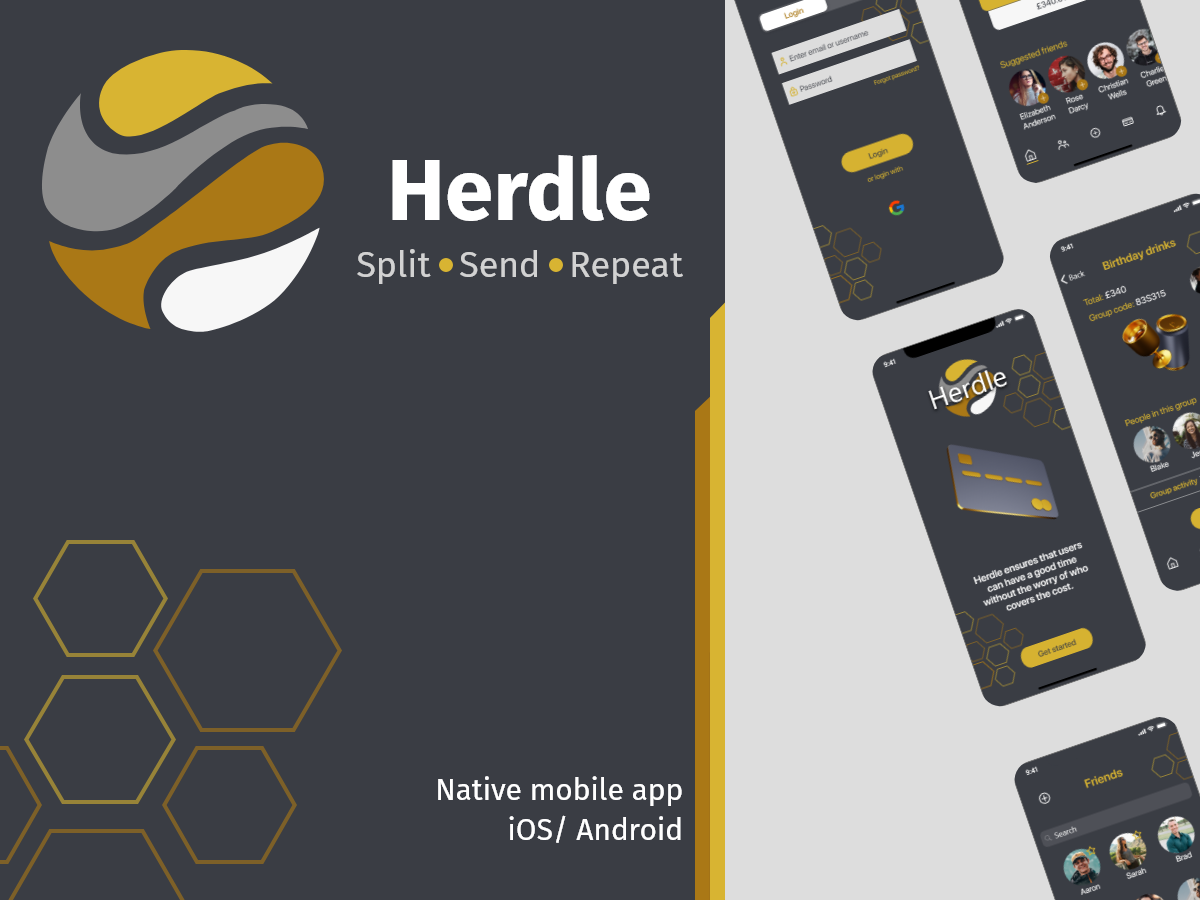 Herdle
Split • Send • Repeat
Native mobile app
iOS/ Android
Login
Enter email or username
Password
Forgot password?
Login
or login with
Suggested friends
Elizabeth
Anderson
Rose
Darcy
Christian
Wells
Charlie
Green
9:41
Back
Birthday drinks
Total: £340
Group code: 83S315
People in this group
Blake
Group activity
9:41
Herdle
Herdle ensures that users
can have a good time
without the worry of who
covers the cost.
Get started
9:41
Friends
Search
Aaron
Sarah
Brad